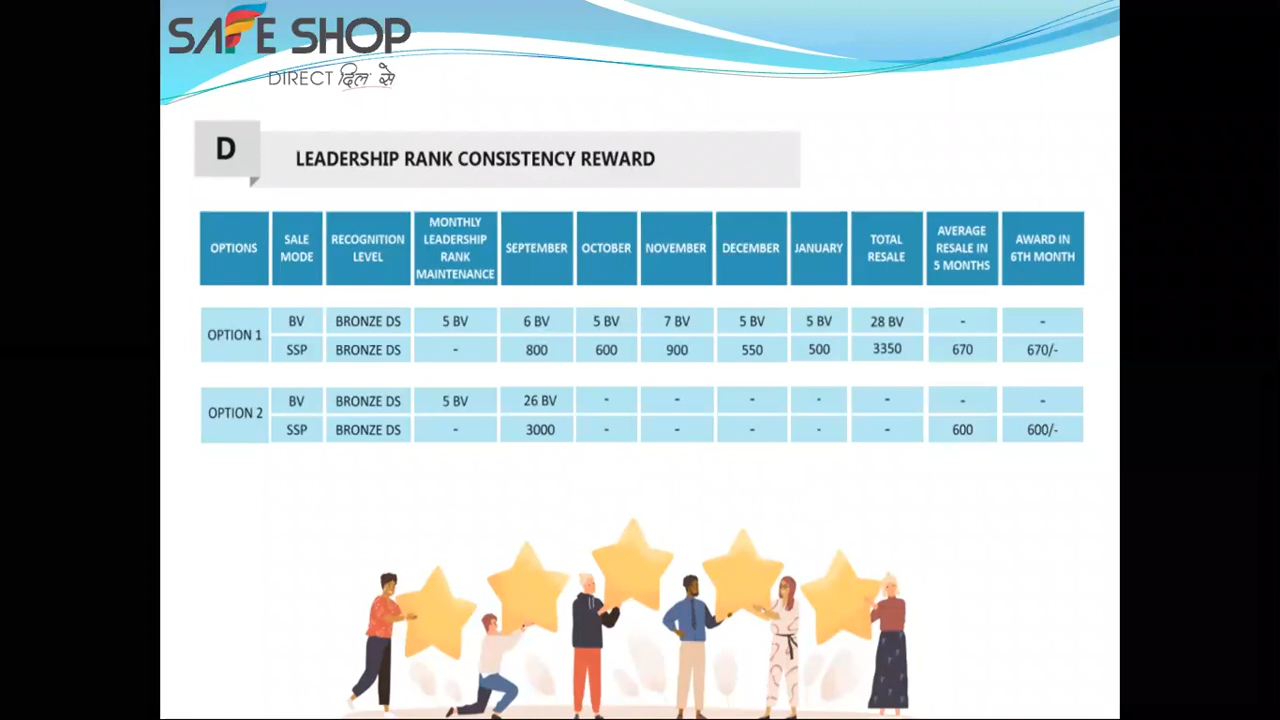 SAFE SHOP
DIRECT दिल से
D
LEADERSHIP RANK CONSISTENCY REWARD
OPTIONS SALE MODE RECOGNITION LEVEL MONTHLY LEADERSHIP RANK MAINTENANCE SEPTEMBER OCTOBER NOVEMBER DECEMBER JANUARY TOTAL RESALE AVERAGE RESALE IN 5 MONTHS AWARD IN 6TH MONTH
OPTION 1
BV BRONZE DS 5 BV 6 BV 5 BV 7 BV 5 BV 5 BV 28 BV - -
SSP BRONZE DS - 800 600 900 550 500 3350 670 670/-
OPTION 2
BV BRONZE DS 5 BV 26 BV - - - - - - -
SSP BRONZE DS - 3000 - - - - - 600 600/-